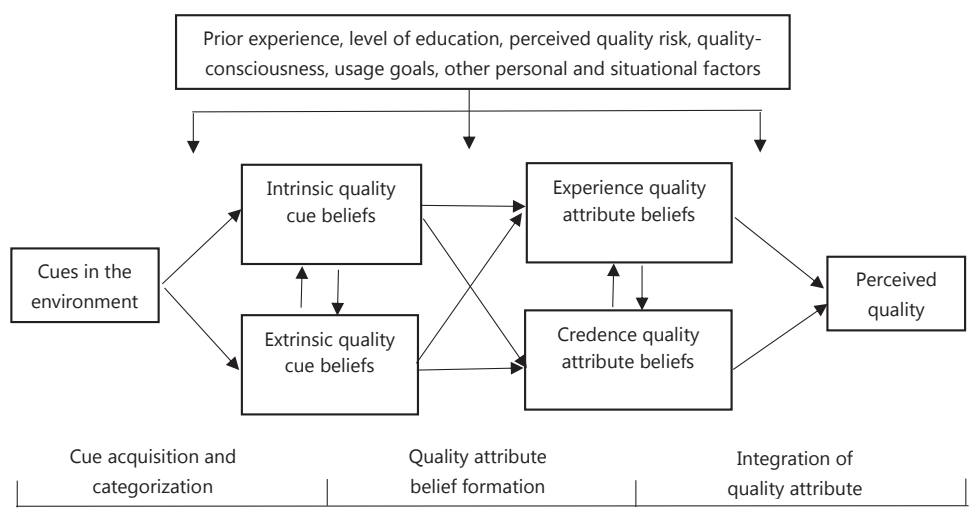 Prior experience, level of education, perceived quality risk, quality-
consciousness, usage goals, other personal and situational factors
Intrinsic quality
cue beliefs
Experience quality
attribute beliefs
Cues in the
environment
Perceived
quality
Extrinsic quality
cue beliefs
Credence quality
attribute beliefs
Cue acquisition and
categorization
Quality attribute
belief formation
Integration of
quality attribute